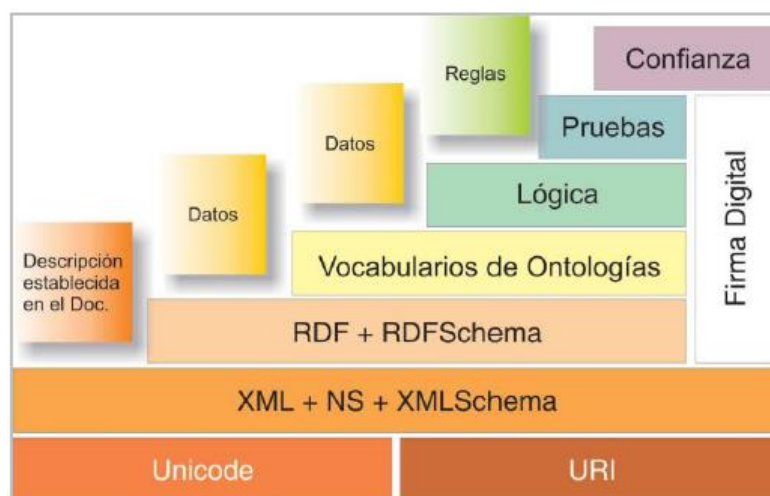 Confianza
Reglas
Pruebas
Datos
Lógica
Datos
Firma Digital
Descripción
establecida
en el Doc.
Vocabularios de Ontologías
RDF + RDFSchema
XML + NS + XMLSchema
Unicode
URI